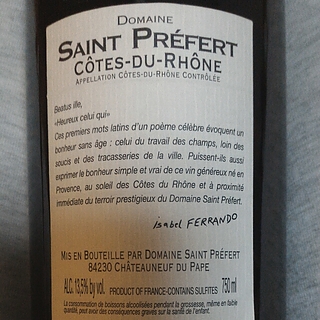 DOMAINE
SAINT PRÉFERT
CÔTES-DU-RHÔNE
APPELLATION CÔTES-DU-RHÔNE CONTRÔLÉE
Beatus ille,
«Heureux celui qui»
Ces premiers mots latins d'un poème célèbre évoquent un
bonheur sans âge : celui du travail des champs, loin des
soucis et des tracasseries de la ville. Puissent-ils aussi
exprimer le bonheur simple et vrai de ce vin généreux né en
Provence, au soleil des Côtes du Rhône et à proximité
immédiate du terroir prestigieux du Domaine Saint Préfert.
isabel FERRANDO
MIS EN BOUTEILLE PAR DOMAINE SAINT PRÉFERT
84230 CHÂTEAUNEUF DU PAPE
ALC. 13,5% by vol. PRODUCT OF FRANCE-CONTAINS SULFITES 750 ml
La consommation de boissons alcoolisées pendant la grossesse, même en faible
quantité, peut avoir des conséquences graves sur la santé de l'enfant.